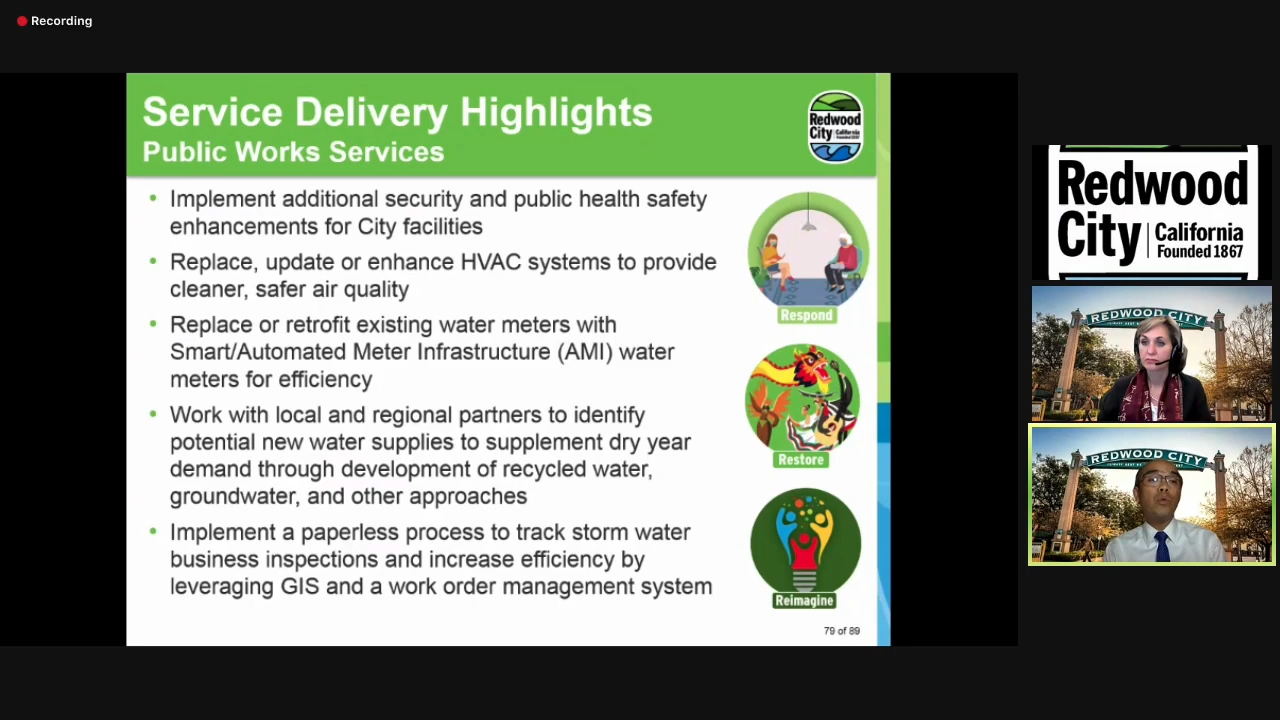 Recording
Service Delivery Highlights
Public Works Services
Redwood
City California
Founded 1867
• Implement additional security and public health safety
enhancements for City facilities
• Replace, update or enhance HVAC systems to provide
cleaner, safer air quality
• Replace or retrofit existing water meters with
Smart/Automated Meter Infrastructure (AMI) water
meters for efficiency
• Work with local and regional partners to identify
potential new water supplies to supplement dry year
demand through development of recycled water,
groundwater, and other approaches
• Implement a paperless process to track storm water
business inspections and increase efficiency by
leveraging GIS and a work order management system
Respond
Restore
Reimagine
79 of 89
Redwood
City California
Founded 1867
REDWOOD CITY
REDWOOD CITY